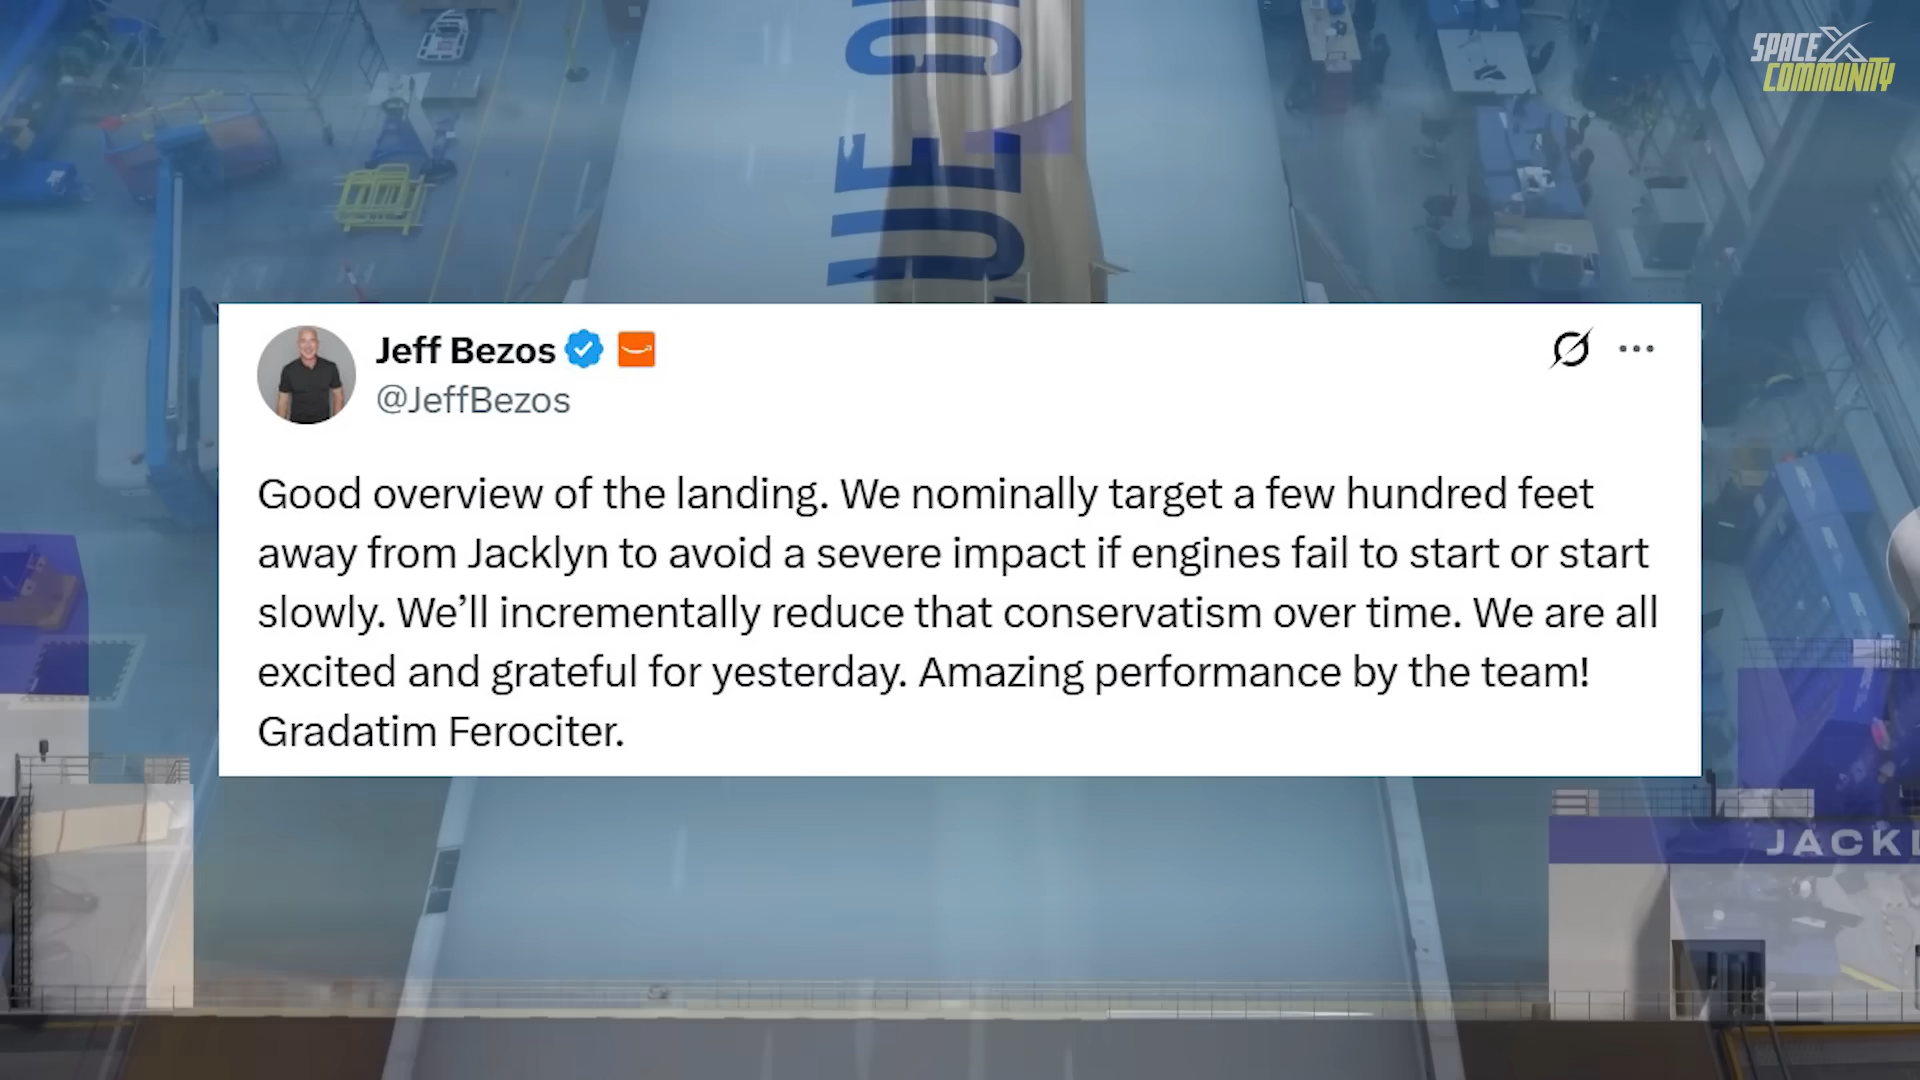 SPACEX
COMMUNITY
Jeff Bezos
@JeffBezos
Good overview of the landing. We nominally target a few hundred feet
away from Jacklyn to avoid a severe impact if engines fail to start or start
slowly. We’ll incrementally reduce that conservatism over time. We are all
excited and grateful for yesterday. Amazing performance by the team!
Gradatim Ferociter.
JACKL